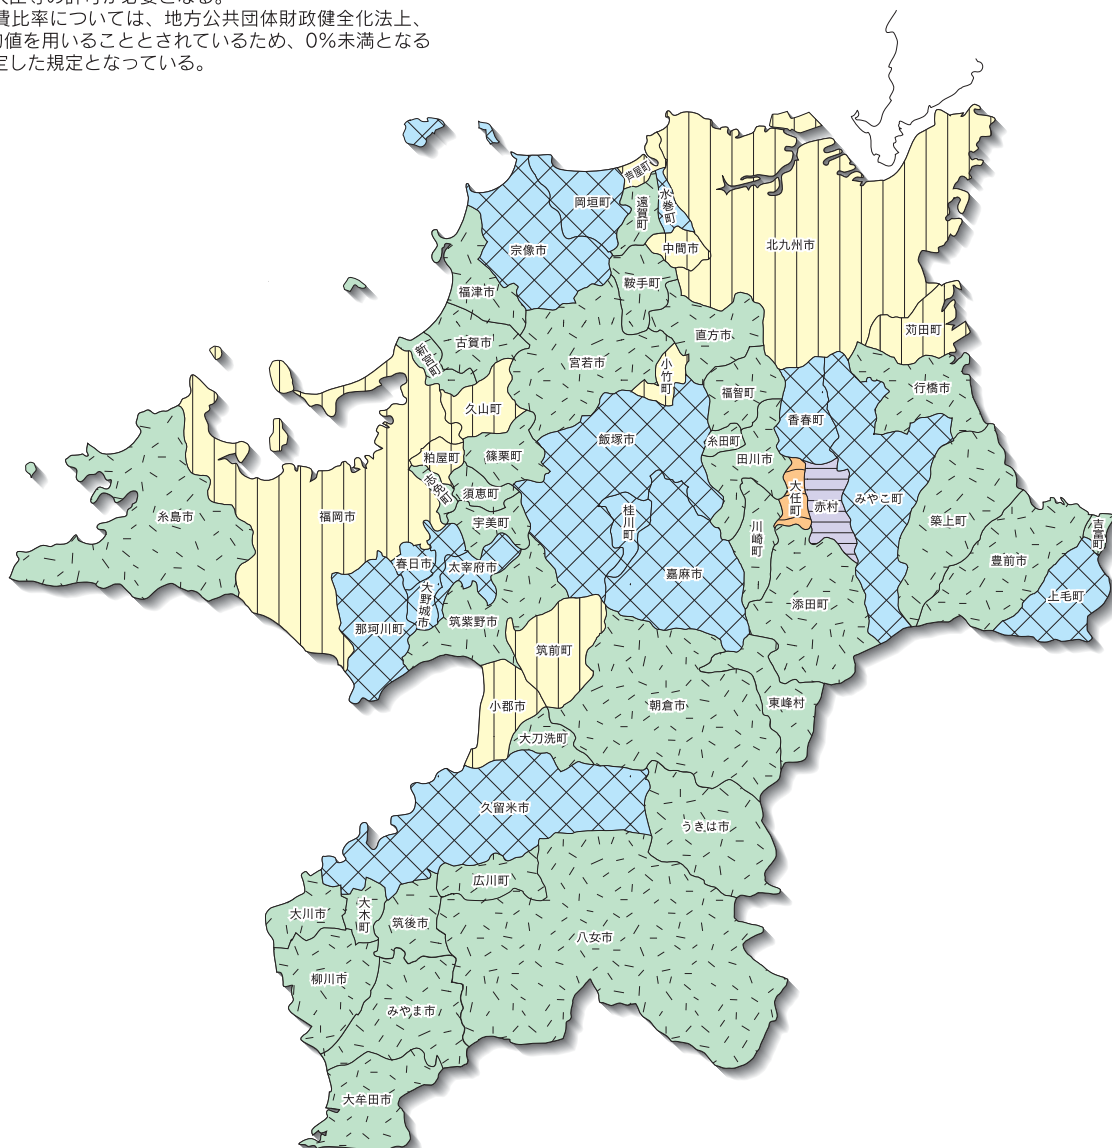 費比率については、地方公共団体財政健全化法上、
値を用いることとされているため、0%未満となる
定した規定となっている。
芦屋町
岡垣町
水巻町
遠賀町
北九州市
中間市
宗像市
鞍手町
福津市
苅田町
直方市
古賀市
新宮町
宮若市
小竹町
行橋市
福智町
久山町
香春町
飯塚市
糸田町
粕屋町
篠栗町
田川市
志免町
須恵町
大任町
赤村
みやこ町
糸島市
福岡市
宇美町
桂川町
築上町
吉富町
川崎町
春日市
太宰府市
豊前市
嘉麻市
大野城市
上毛町
添田町
那珂川町
筑紫野市
筑前町
小郡市
朝倉市
東峰村
大刀洗町
久留米市
うきは市
広川町
大川市
大木町
筑後市
八女市
柳川市
みやま市
大牟田市